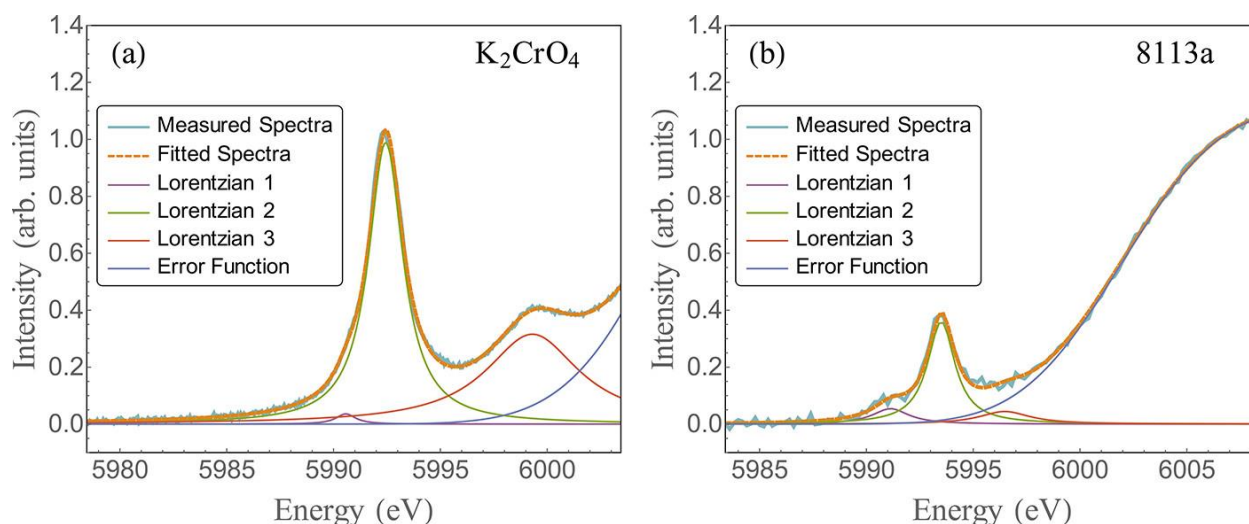 (a)
K₂CrO₄
Measured Spectra
Fitted Spectra
Lorentzian 1
Lorentzian 2
Lorentzian 3
Error Function
Intensity (arb. units)
1.4
1.2
1.0
0.8
0.6
0.4
0.2
0.0
5980 5985 5990 5995 6000
Energy (eV)
(b)
8113a
Measured Spectra
Fitted Spectra
Lorentzian 1
Lorentzian 2
Lorentzian 3
Error Function
Intensity (arb. units)
1.4
1.2
1.0
0.8
0.6
0.4
0.2
0.0
5985 5990 5995 6000 6005
Energy (eV)